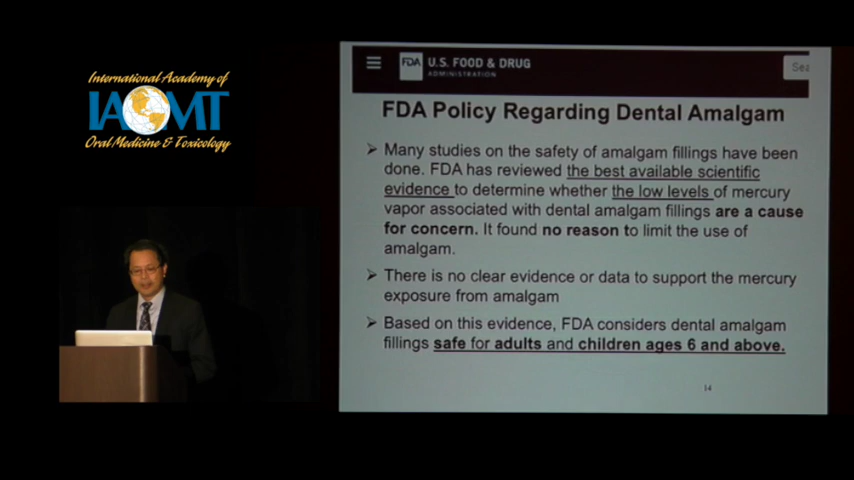 International Academy of
IAOMT
Oral Medicine & Toxicology
FDA U.S. FOOD & DRUG
ADMINISTRATION
Sea
FDA Policy Regarding Dental Amalgam
➢ Many studies on the safety of amalgam fillings have been
done. FDA has reviewed the best available scientific
evidence to determine whether the low levels of mercury
vapor associated with dental amalgam fillings are a cause
for concern. It found no reason to limit the use of
amalgam.
➢ There is no clear evidence or data to support the mercury
exposure from amalgam
➢ Based on this evidence, FDA considers dental amalgam
fillings safe for adults and children ages 6 and above.
14